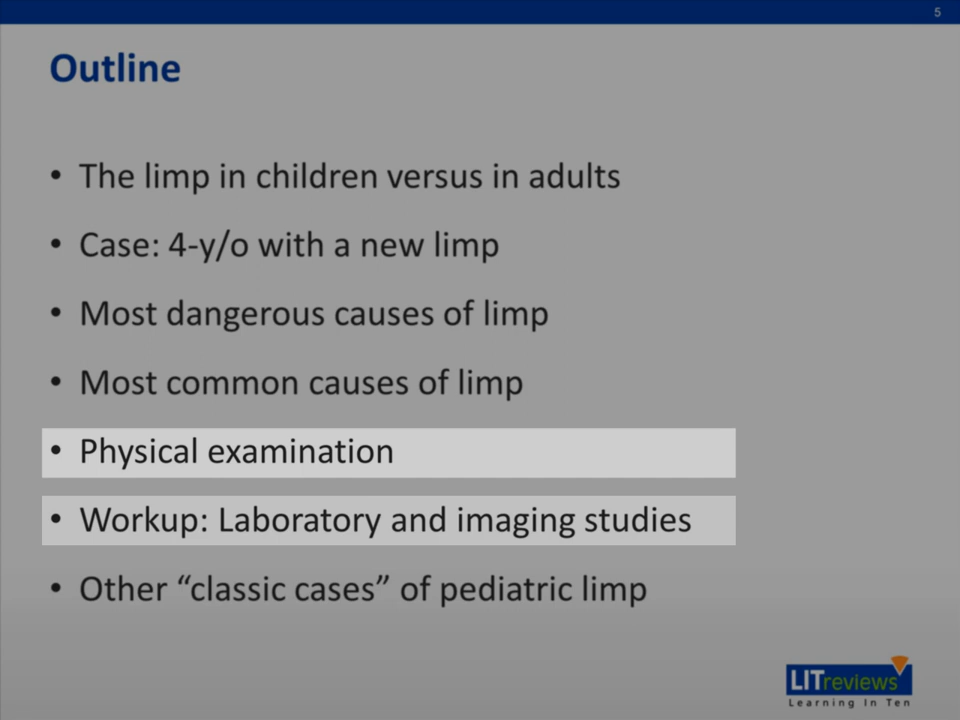 5
Outline
• The limp in children versus in adults
• Case: 4-y/o with a new limp
• Most dangerous causes of limp
• Most common causes of limp
• Physical examination
• Workup: Laboratory and imaging studies
• Other “classic cases” of pediatric limp
LITreviews
Learning In Ten